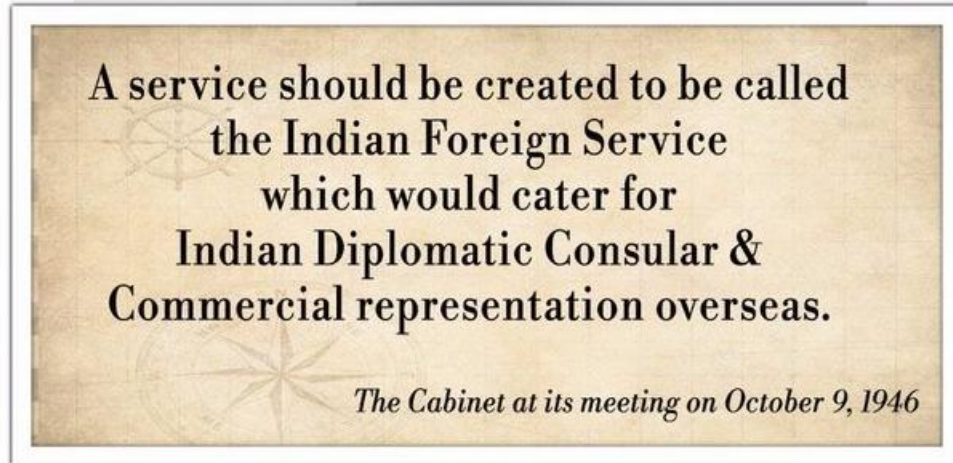 A service should be created to be called
the Indian Foreign Service
which would cater for
Indian Diplomatic Consular &
Commercial representation overseas.
The Cabinet at its meeting on October 9, 1946